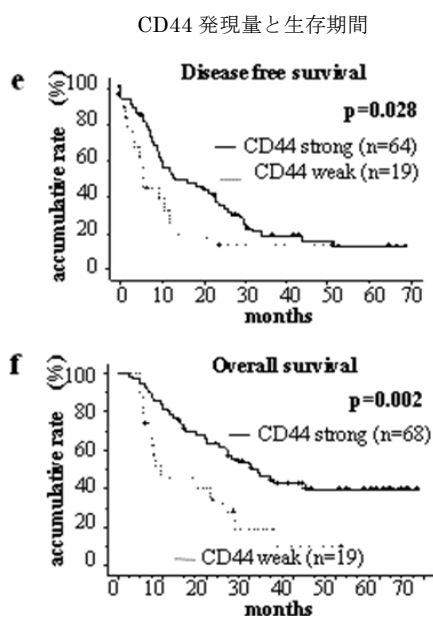 CD44 発現量と生存期間
e
Disease free survival
p=0.028
CD44 strong (n=64)
CD44 weak (n=19)
accumulative rate (%)
100
80
60
40
20
0
0 10 20 30 40 50 60 70
months
f
Overall survival
p=0.002
CD44 strong (n=68)
CD44 weak (n=19)
accumulative rate (%)
100
80
60
40
20
0
0 10 20 30 40 50 60 70
months